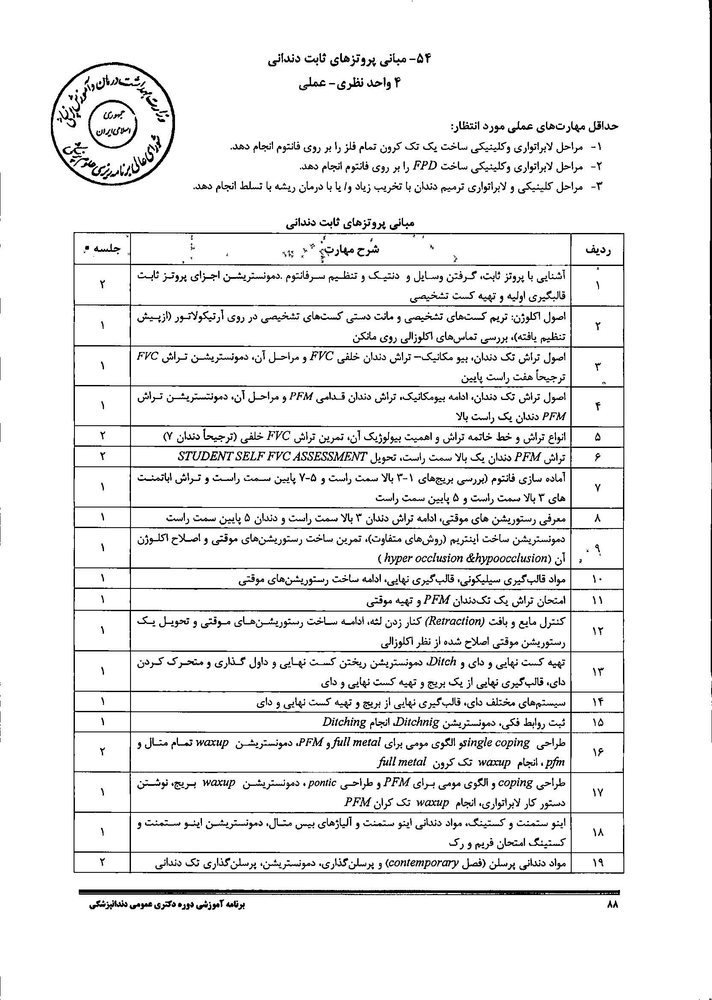 ۵۴- مبانی پروتزهای ثابت دندانی
۴ واحد نظری- عملی
وزارت بهداشت درمان و آموزش پزشکی
جمهوری
اسلامی ایران
شورای عالی برنامه ریزی علوم پزشکی
حداقل مهارت‌های عملی مورد انتظار:
۱- مراحل لابراتواری وکلینیکی ساخت یک تک کرون تمام فلز را بر روی فانتوم انجام دهد.
۲- مراحل لابراتواری وکلینیکی ساخت FPD را بر روی فانتوم انجام دهد.
۳- مراحل کلینیکی و لابراتواری ترمیم دندان با تخریب زیاد و/ یا با درمان ریشه با تسلط انجام دهد.
مبانی پروتزهای ثابت دندانی
ردیف شرح مهارت جلسه
۱ آشنایی با پروتز ثابت، گرفتن وسایل و دنتیک و تنظیم سرفانتوم .دمونستریشن اجزای پروتز ثابت ۲
قالبگیری اولیه و تهیه کست تشخیصی
۲ اصول اکلوژن: تریم کست‌های تشخیصی و مانت دستی کست‌های تشخیصی در روی آرتیکولاتور (ازپیش ۱
تنظیم یافته)، بررسی تماس‌های اکلوزالی روی مانکن
۳ اصول تراش تک دندان، بیو مکانیک– تراش دندان خلفی FVC و مراحل آن، دمونستریشن تراش FVC ۱
ترجیحاً هفت راست پایین
۴ اصول تراش تک دندان، ادامه بیومکانیک، تراش دندان قدامی PFM و مراحل آن، دمونتستریشن تراش ۱
PFM دندان یک راست بالا
۵ انواع تراش و خط خاتمه تراش و اهمیت بیولوژیک آن، تمرین تراش FVC خلفی (ترجیحاً دندان ۷) ۲
۶ تراش PFM دندان یک بالا سمت راست، تحویل STUDENT SELF FVC ASSESSMENT ۲
۷ آماده سازی فانتوم (بررسی بریج‌های ۱-۳ بالا سمت راست و ۵-۷ پایین سمت راست و تراش اباتمنت ۱
های ۳ بالا سمت راست و ۵ پایین سمت راست
۸ معرفی رستوریشن های موقتی، ادامه تراش دندان ۳ بالا سمت راست و دندان ۵ پایین سمت راست ۱
۹ دمونستریشن ساخت اینتریم (روش‌های متفاوت)، تمرین ساخت رستوریشن‌های موقتی و اصلاح اکلوژن ۱
آن (hyper occlusion &hypoocclusion )
۱۰ مواد قالب‌گیری سیلیکونی، قالب‌گیری نهایی، ادامه ساخت رستوریشن‌های موقتی ۱
۱۱ امتحان تراش یک تک‌دندان PFM و تهیه موقتی ۱
۱۲ کنترل مایع و بافت (Retraction) کنار زدن لثه، ادامه ساخت رستوریشن‌های موقتی و تحویل یک ۱
رستوریشن موقتی اصلاح شده از نظر اکلوزالی
۱۳ تهیه کست نهایی و دای و Ditch، دمونستریشن ریختن کست نهایی و داول گذاری و متحرک کردن ۱
دای، قالب‌گیری نهایی از یک بریج و تهیه کست نهایی و دای
۱۴ سیستم‌های مختلف دای، قالب‌گیری نهایی از بریج و تهیه کست نهایی و دای ۱
۱۵ ثبت روابط فکی، دمونستریشن Ditchnig، انجام Ditching ۱
۱۶ طراحی single coping و الگوی مومی برای full metal و PFM، دمونستریشن waxup تمام متال و ۲
pfm ، انجام waxup تک کرون full metal
۱۷ طراحی coping و الگوی مومی برای PFM و طراحی pontic ، دمونستریشن waxup بریج، نوشتن ۱
دستور کار لابراتواری، انجام waxup تک کران PFM
۱۸ اینو ستمنت و کستینگ، مواد دندانی اینو ستمنت و آلیاژهای بیس متال، دمونستریشن اینو ستمنت و ۱
کستینگ امتحان فریم و رک
۱۹ مواد دندانی پرسلن (فصل contemporary) و پرسلن‌گذاری، دمونستریشن، پرسلن‌گذاری تک دندانی ۲
۸۸ برنامه آموزشی دوره دکتری عمومی دندانپزشکی